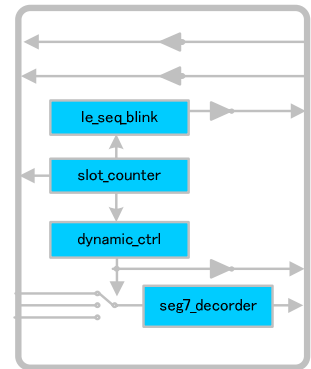 le_seq_blink
slot_counter
dynamic_ctrl
seg7_decorder